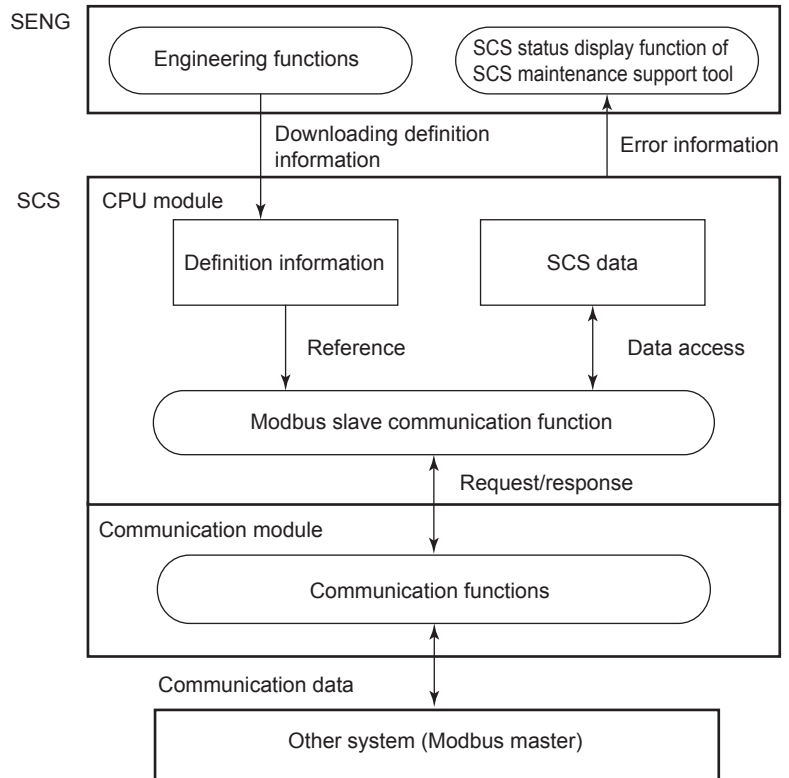 SENG
Engineering functions
SCS status display function of
SCS maintenance support tool
Downloading definition
information
Error information
SCS
CPU module
Definition information
SCS data
Reference
Data access
Modbus slave communication function
Request/response
Communication module
Communication functions
Communication data
Other system (Modbus master)